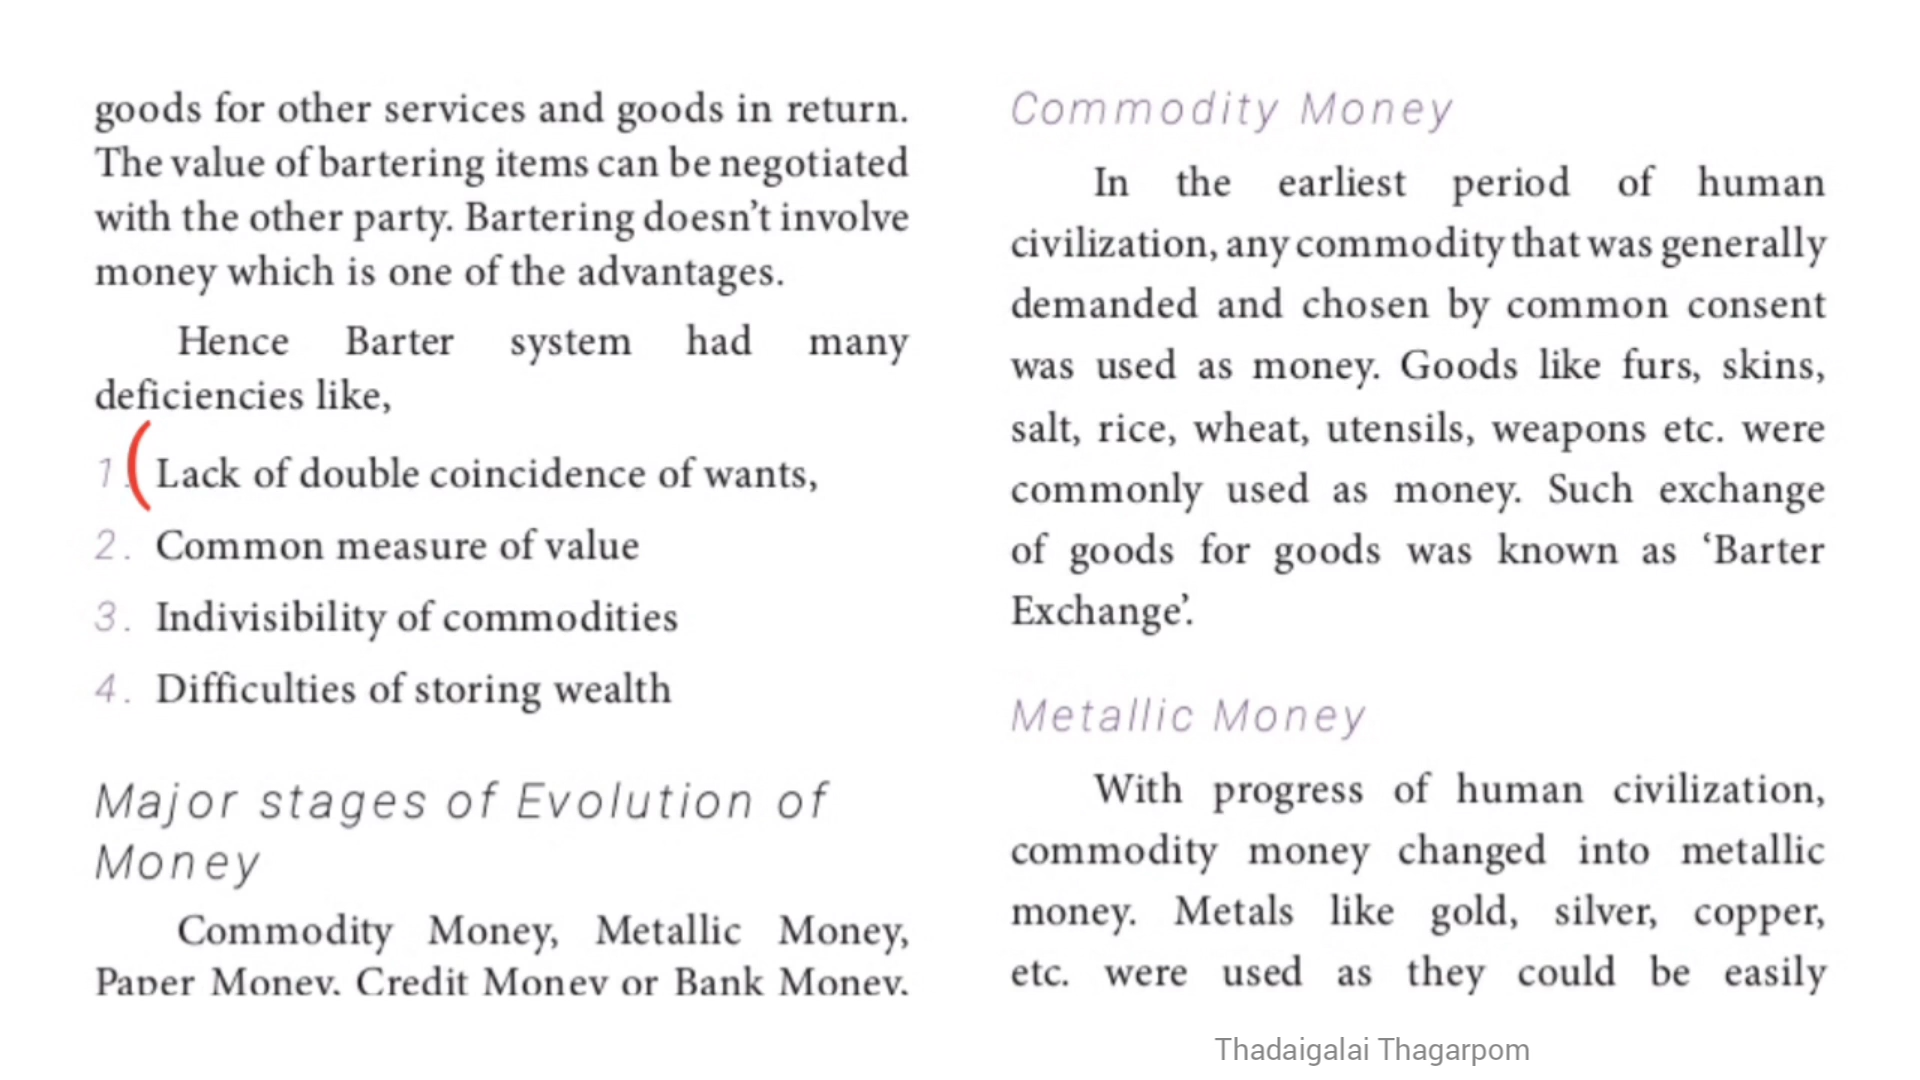 goods for other services and goods in return.
The value of bartering items can be negotiated
with the other party. Bartering doesn't involve
money which is one of the advantages.
Hence Barter system had many
deficiencies like,
1. Lack of double coincidence of wants,
2. Common measure of value
3. Indivisibility of commodities
4. Difficulties of storing wealth
Major stages of Evolution of
Money
Commodity Money, Metallic Money,
Paper Money, Credit Money or Bank Money,
Commodity Money
In the earliest period of human
civilization, any commodity that was generally
demanded and chosen by common consent
was used as money. Goods like furs, skins,
salt, rice, wheat, utensils, weapons etc. were
commonly used as money. Such exchange
of goods for goods was known as ‘Barter
Exchange’.
Metallic Money
With progress of human civilization,
commodity money changed into metallic
money. Metals like gold, silver, copper,
etc. were used as they could be easily
Thadaigalai Thagarpom